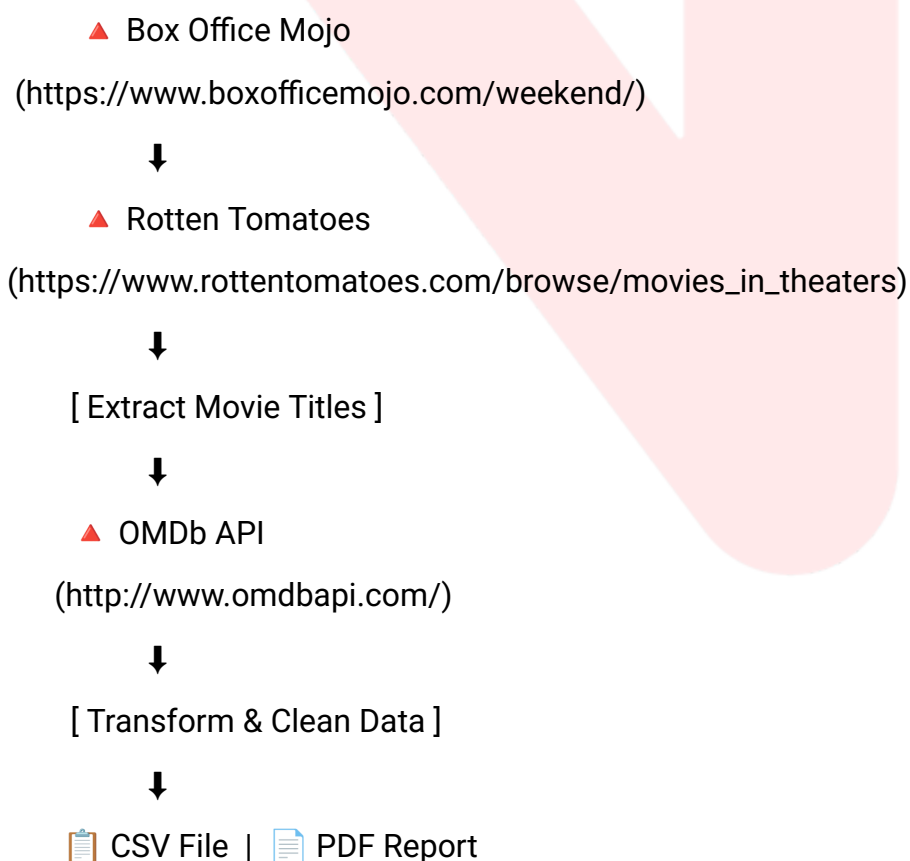 🔺 Box Office Mojo
(https://www.boxofficemojo.com/weekend/)
⬇
🔺 Rotten Tomatoes
(https://www.rottentomatoes.com/browse/movies_in_theaters)
⬇
[ Extract Movie Titles ]
⬇
🔺 OMDb API
(http://www.omdbapi.com/)
⬇
[ Transform & Clean Data ]
⬇
📋 CSV File | 📄 PDF Report